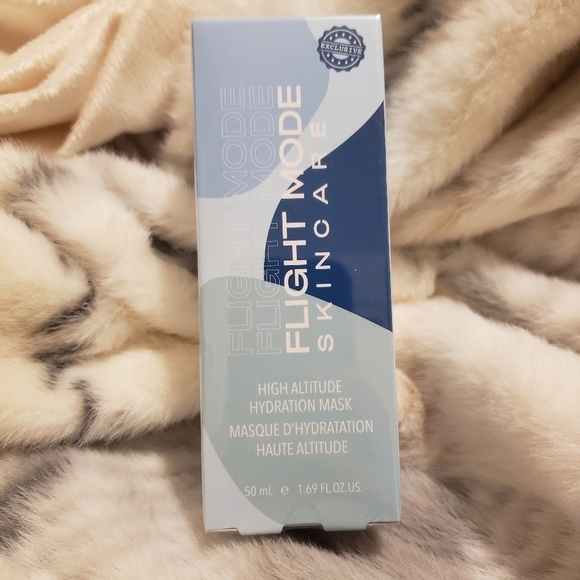 EXCLUSIVE
FLIGHT MODE
FLIGHT MODE
FLIGHT MODE
SKINCARE
HIGH ALTITUDE
HYDRATION MASK
MASQUE D'HYDRATATION
HAUTE ALTITUDE
50 mL e 1.69 FL.OZ.US.